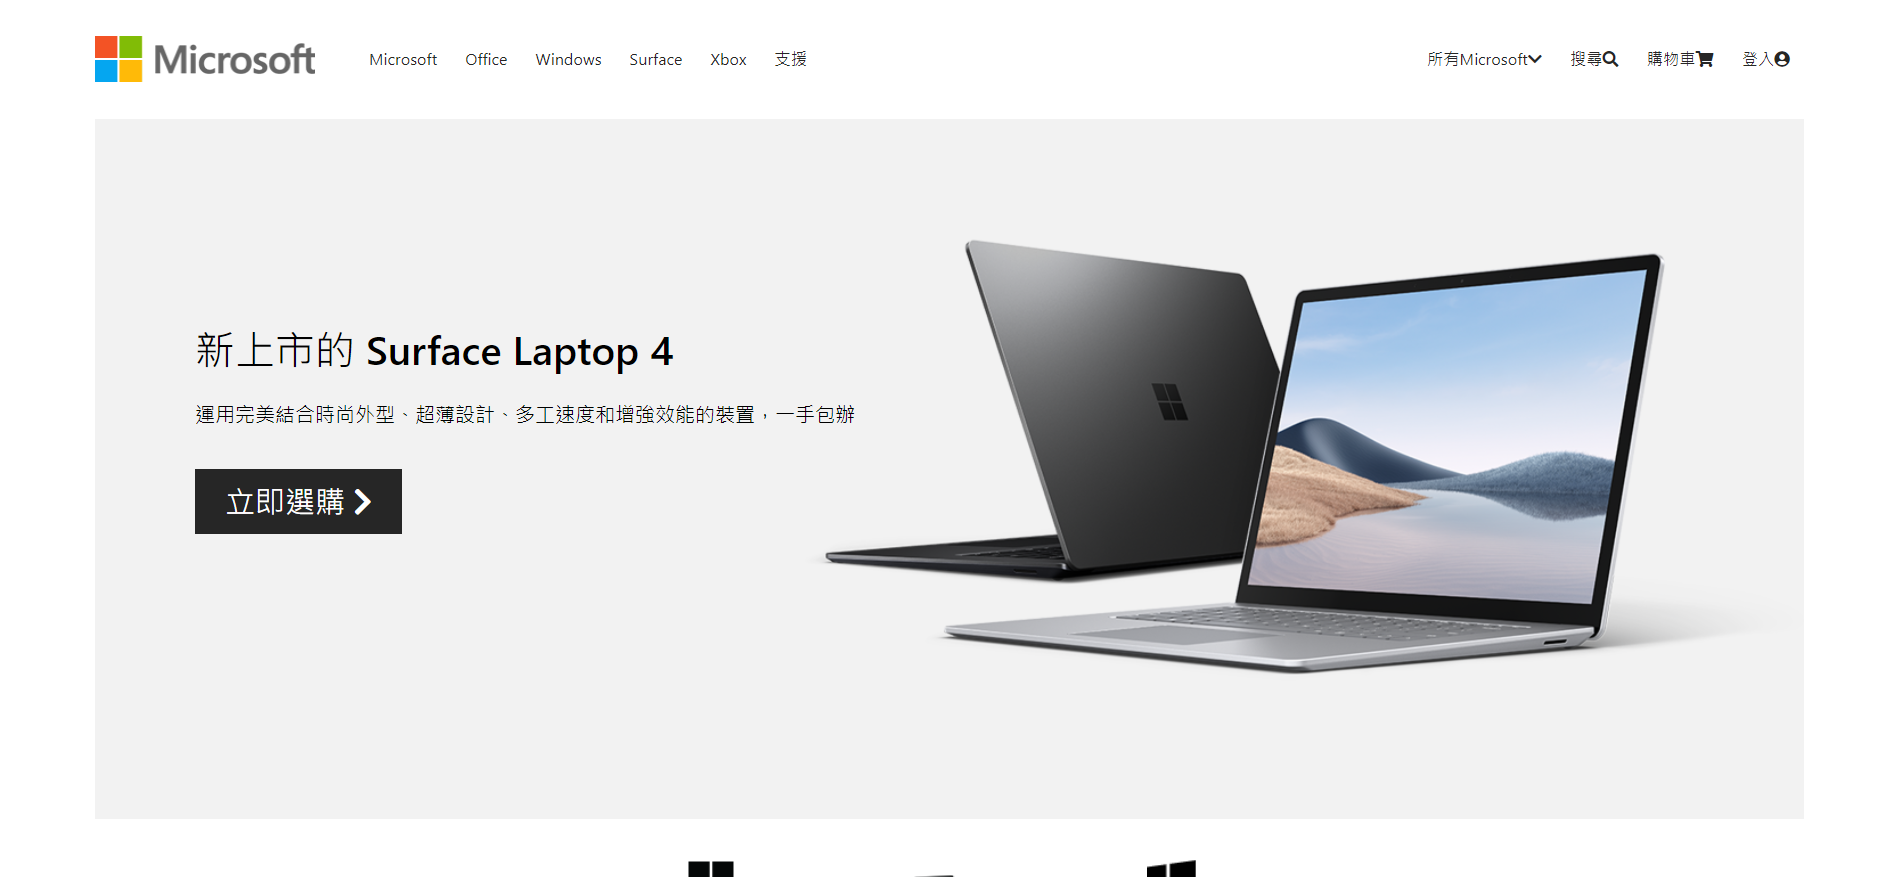 Microsoft
Microsoft Office Windows Surface Xbox 支援
所有Microsoft 搜尋 購物車 登入
新上市的 Surface Laptop 4
運用完美結合時尚外型、超薄設計、多工速度和增強效能的裝置，一手包辦
立即選購